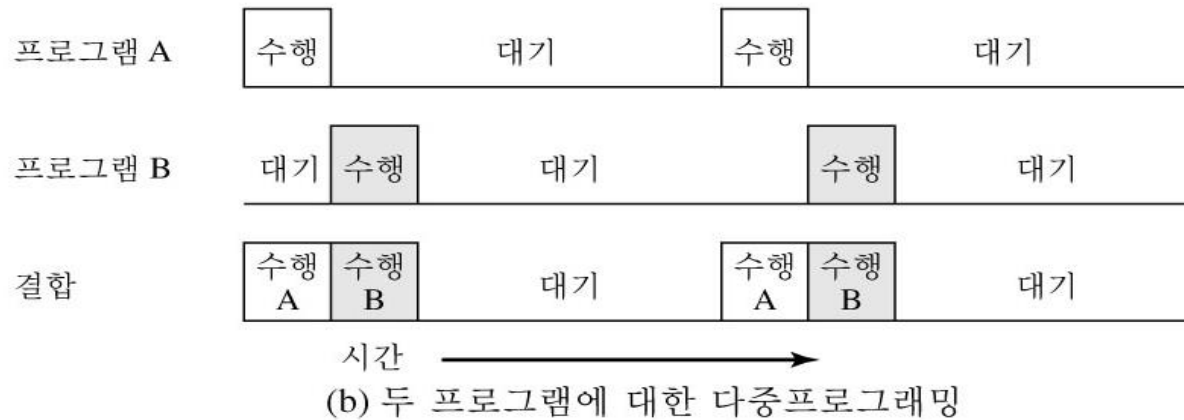 프로그램 A 수행 대기 수행 대기
프로그램 B 대기 수행 대기 수행 대기
결합 수행 A 수행 B 대기 수행 A 수행 B 대기
시간
(b) 두 프로그램에 대한 다중프로그래밍